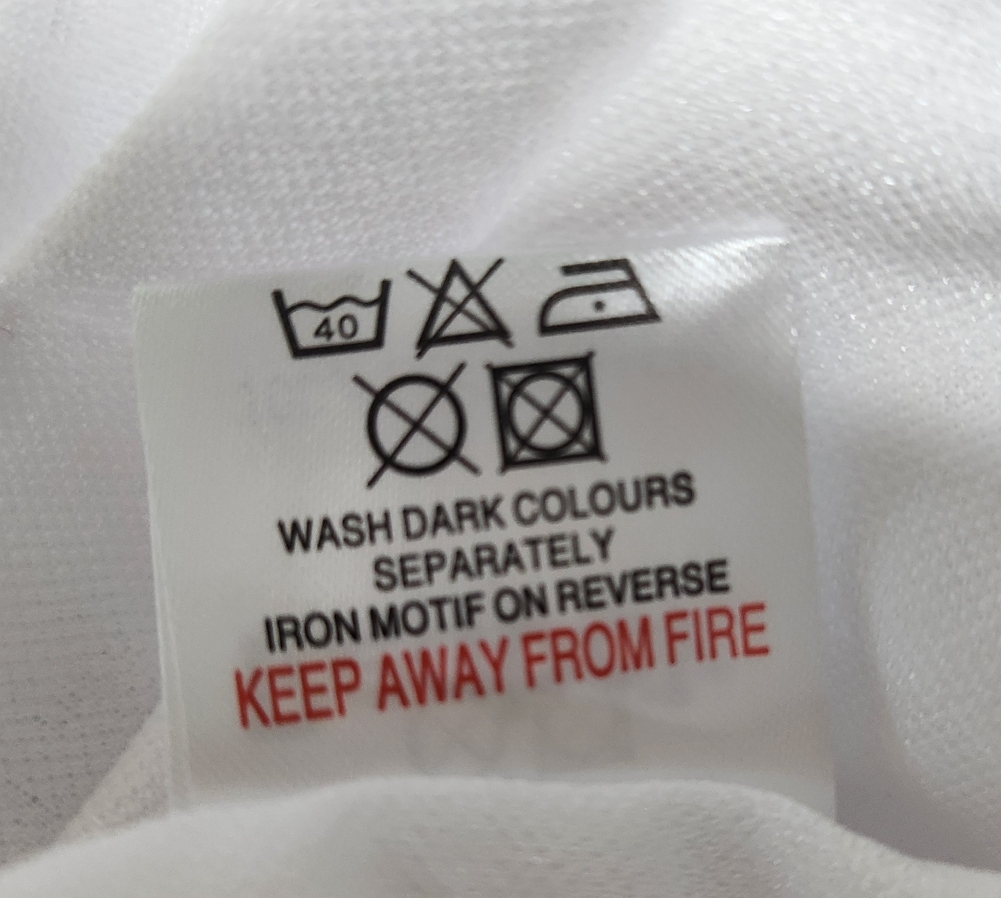 40
WASH DARK COLOURS
SEPARATELY
IRON MOTIF ON REVERSE
KEEP AWAY FROM FIRE